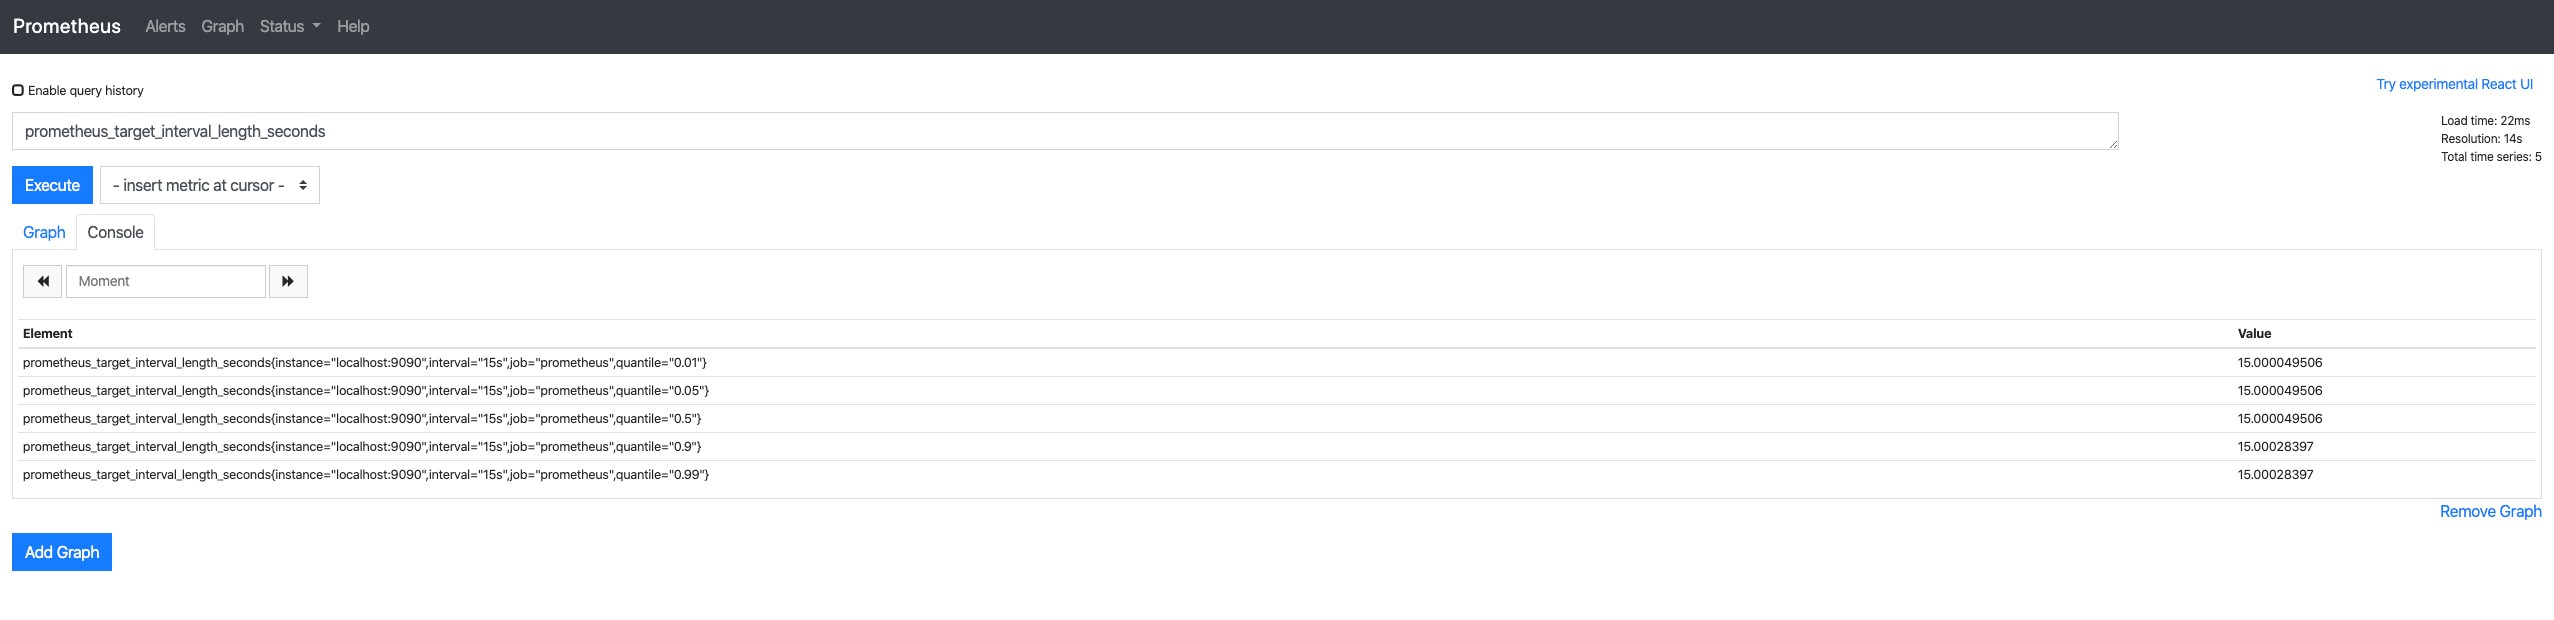 Prometheus Alerts Graph Status Help
Enable query history
Try experimental React UI
prometheus_target_interval_length_seconds
Load time: 22ms
Resolution: 14s
Total time series: 5
Execute - insert metric at cursor -
Graph Console
Moment
Element Value
prometheus_target_interval_length_seconds{instance="localhost:9090",interval="15s",job="prometheus",quantile="0.01"} 15.000049506
prometheus_target_interval_length_seconds{instance="localhost:9090",interval="15s",job="prometheus",quantile="0.05"} 15.000049506
prometheus_target_interval_length_seconds{instance="localhost:9090",interval="15s",job="prometheus",quantile="0.5"} 15.000049506
prometheus_target_interval_length_seconds{instance="localhost:9090",interval="15s",job="prometheus",quantile="0.9"} 15.00028397
prometheus_target_interval_length_seconds{instance="localhost:9090",interval="15s",job="prometheus",quantile="0.99"} 15.00028397
Remove Graph
Add Graph